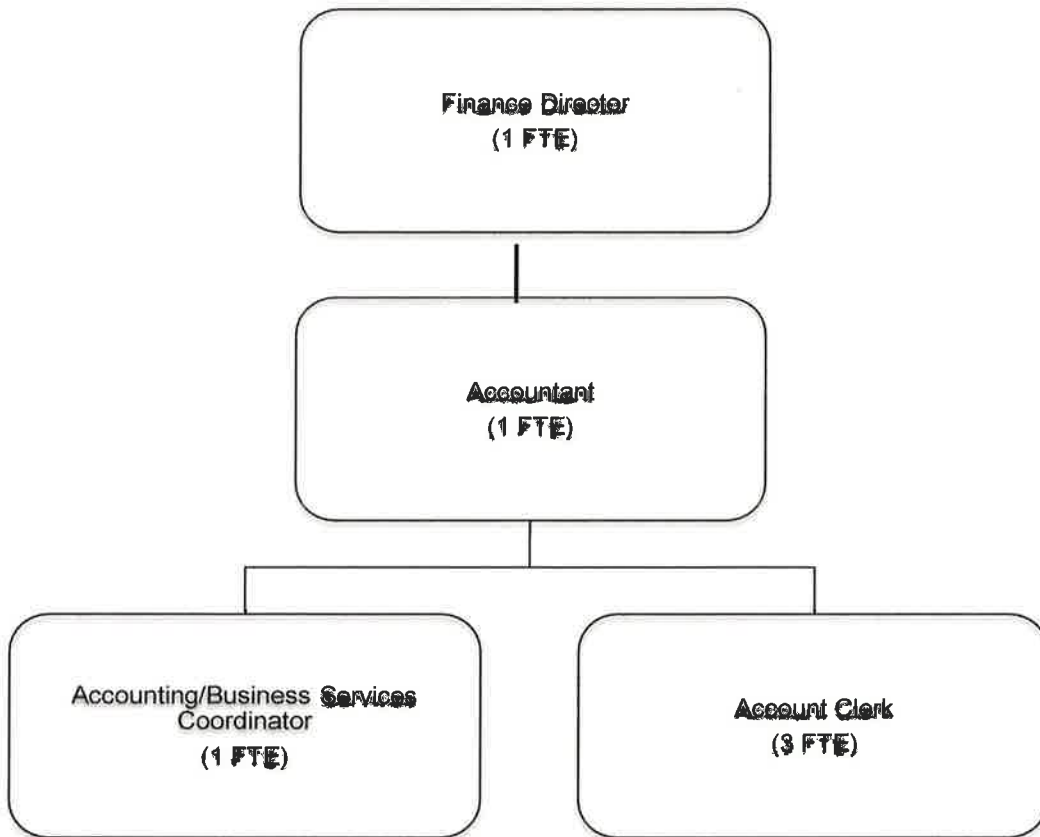 Finance Director
(1 FTE)
Accountant
(1 FTE)
Accounting/Business Services
Coordinator
(1 FTE)
Account Clerk
(3 FTE)